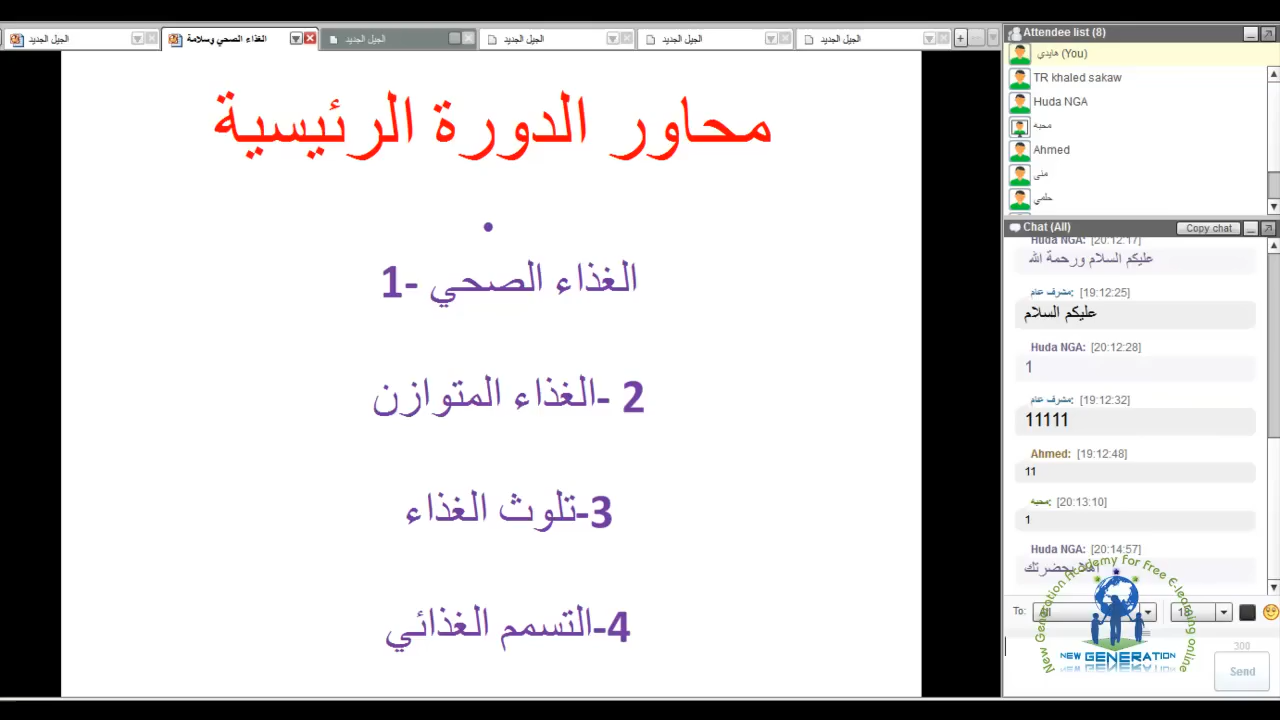 الجيل الجديد
الغذاء الصحي وسلامة
الجيل الجديد
الجيل الجديد
الجيل الجديد
الجيل الجديد
محاور الدورة الرئيسية
الغذاء الصحي -1
2 -الغذاء المتوازن
3-تلوث الغذاء
4-التسمم الغذائي
Attendee list (8)
هايدي (You)
TR khaled sakaw
Huda NGA
محبة
Ahmed
منى
حلمي
Chat (All)
Copy chat
Huda NGA: [20:12:17]
عليكم السلام ورحمة الله
مشرف عام: [19:12:25]
عليكم السلام
Huda NGA: [20:12:28]
1
مشرف عام: [19:12:32]
11111
Ahmed: [19:12:48]
11
محبة: [20:13:10]
1
Huda NGA: [20:14:57]
اهلا بحضرتك
To: All
300
Send
New Generation Academy For Free E-learning online
NEW GENERATION